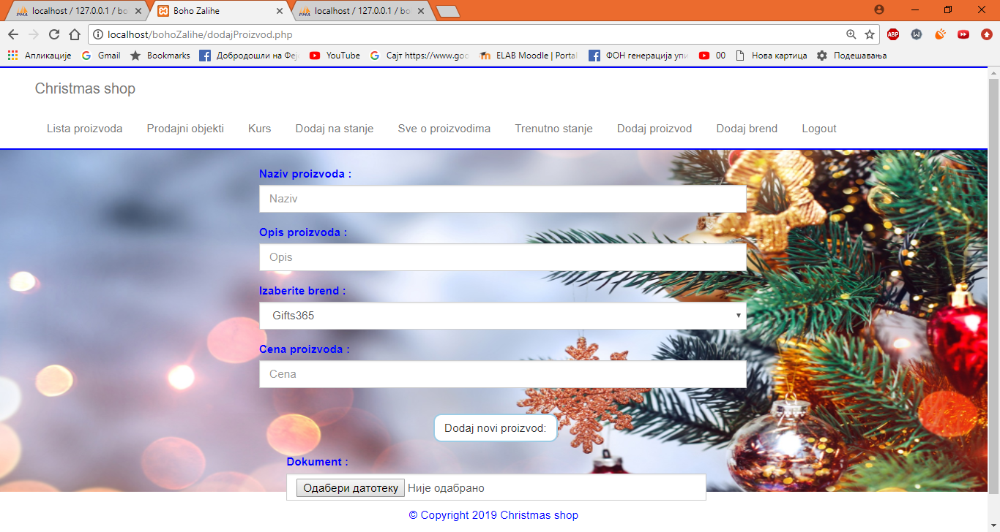 localhost / 127.0.0.1 / bo
Boho Zalihe
localhost / 127.0.0.1 / bo
localhost/bohoZalihe/dodajProizvod.php
ABP
Апликације
Gmail
Bookmarks
Добродошли на Феј
YouTube
Сајт https://www.goo
ELAB Moodle | Portal
ФОН генерација упи
00
Нова картица
Подешавања
Christmas shop
Lista proizvoda
Prodajni objekti
Kurs
Dodaj na stanje
Sve o proizvodima
Trenutno stanje
Dodaj proizvod
Dodaj brend
Logout
Naziv proizvoda :
Naziv
Opis proizvoda :
Opis
Izaberite brend :
Gifts365
Cena proizvoda :
Cena
Dodaj novi proizvod:
Dokument :
Одабери датотеку Није одабрано
© Copyright 2019 Christmas shop